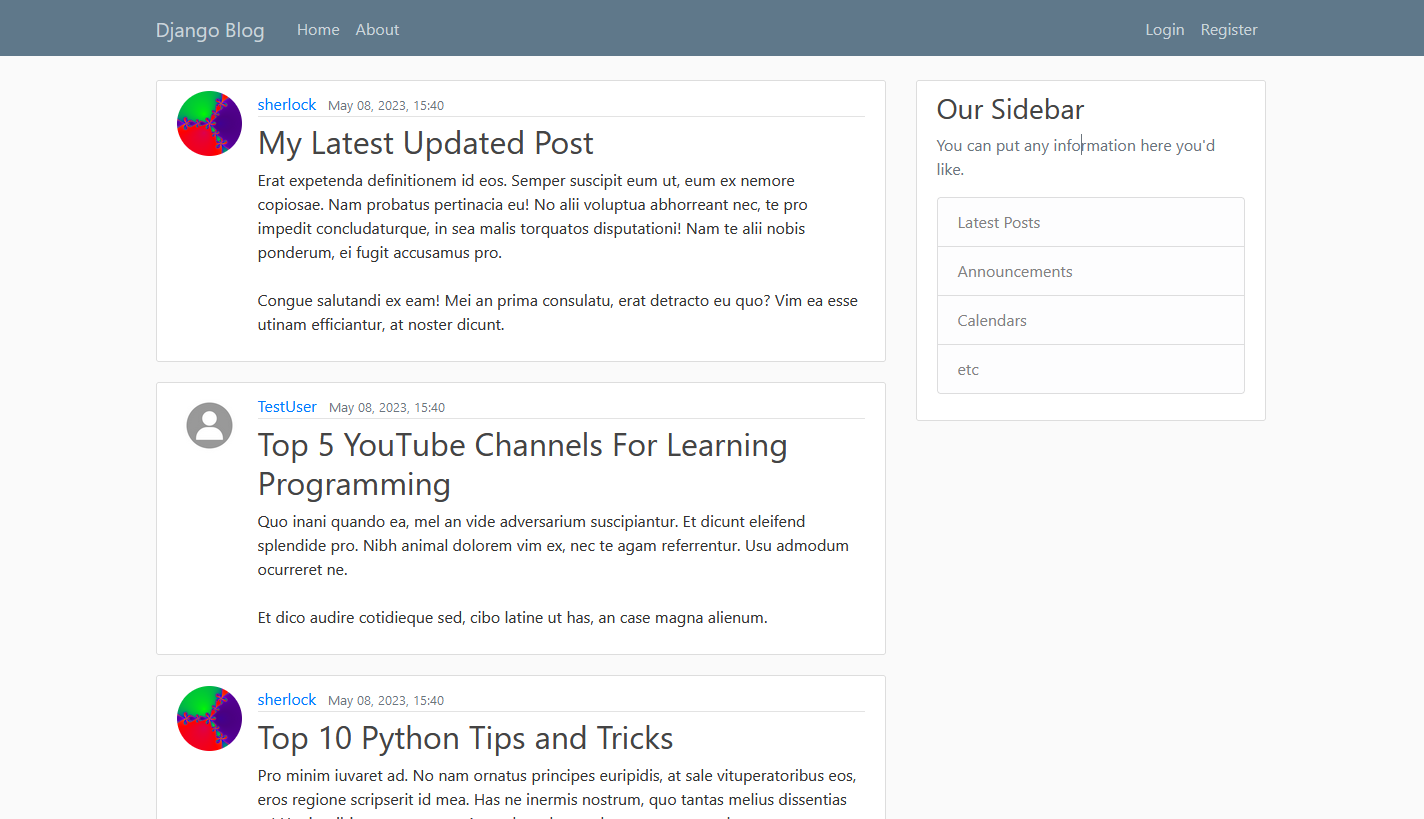 Django Blog Home About Login Register
sherlock May 08, 2023, 15:40
My Latest Updated Post
Erat expetenda definitionem id eos. Semper suscipit eum ut, eum ex nemore
copiosae. Nam probatus pertinacia eu! No alii voluptua abhorreant nec, te pro
impedit concludaturque, in sea malis torquatos disputationi! Nam te alii nobis
ponderum, ei fugit accusamus pro.
Congue salutandi ex eam! Mei an prima consulatu, erat detracto eu quo? Vim ea esse
utinam efficiantur, at noster dicunt.
TestUser May 08, 2023, 15:40
Top 5 YouTube Channels For Learning
Programming
Quo inani quando ea, mel an vide adversarium suscipiantur. Et dicunt eleifend
splendide pro. Nibh animal dolorem vim ex, nec te agam referrentur. Usu admodum
ocurreret ne.
Et dico audire cotidieque sed, cibo latine ut has, an case magna alienum.
sherlock May 08, 2023, 15:40
Top 10 Python Tips and Tricks
Pro minim iuvaret ad. No nam ornatus principes euripidis, at sale vituperatoribus eos,
eros regione scripserit id mea. Has ne inermis nostrum, quo tantas melius dissentias
Our Sidebar
You can put any information here you'd
like.
Latest Posts
Announcements
Calendars
etc